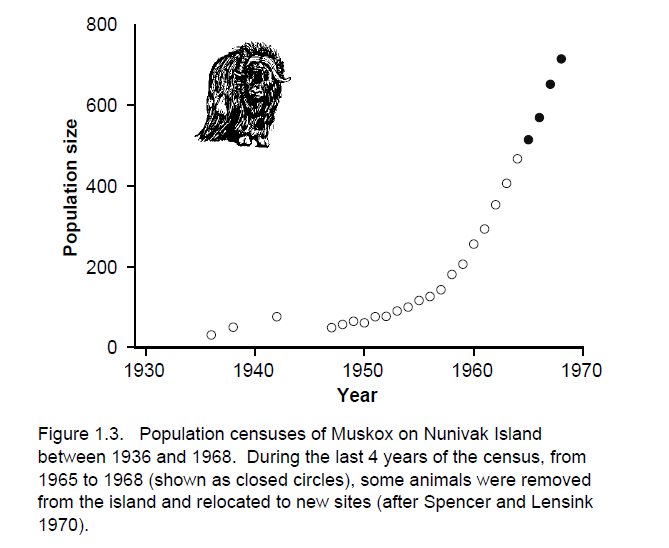 800
600
400
200
0
Population size
1930 1940 1950 1960 1970
Year
Figure 1.3. Population censuses of Muskox on Nunivak Island
between 1936 and 1968. During the last 4 years of the census, from
1965 to 1968 (shown as closed circles), some animals were removed
from the island and relocated to new sites (after Spencer and Lensink
1970).